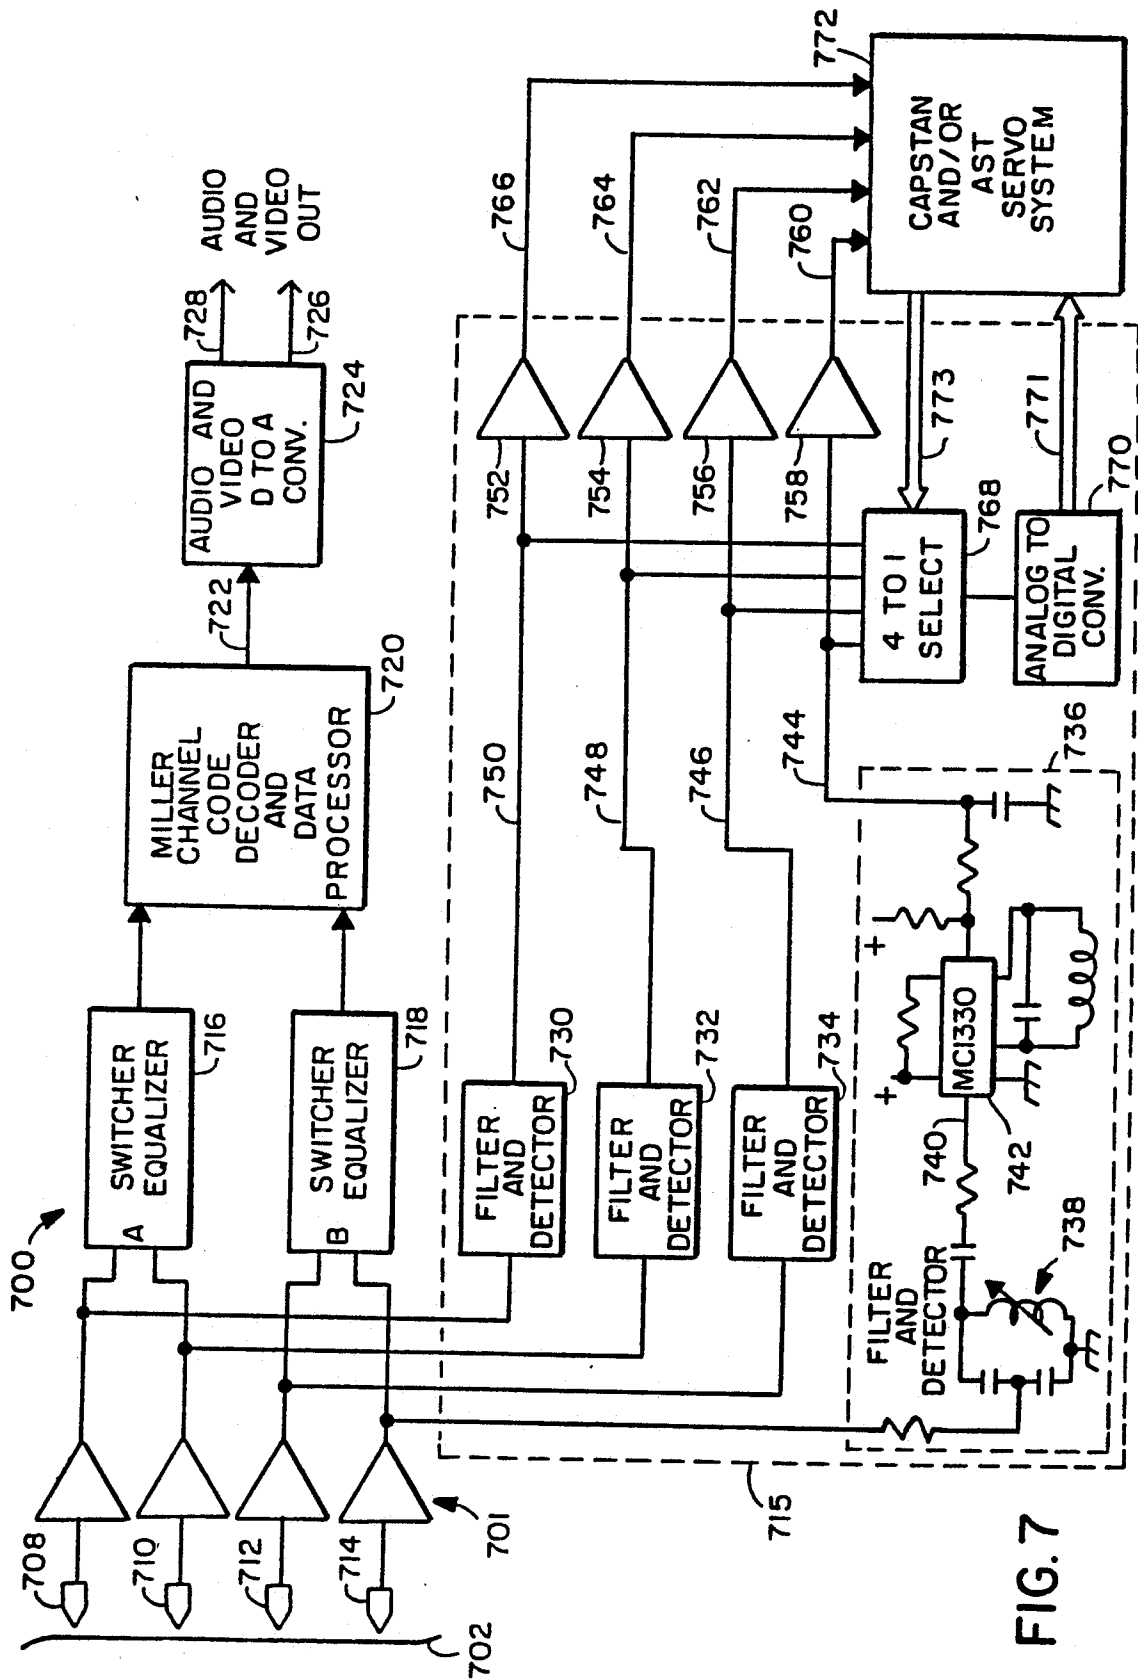 700
708
710
712
714
702
701
SWITCHER
EQUALIZER
A
716
SWITCHER
EQUALIZER
B
718
MILLER
CHANNEL
CODE
DECODER
AND
DATA
PROCESSOR
720
722
AUDIO AND
VIDEO
D TO A
CONV.
724
728
726
AUDIO
AND
VIDEO
OUT
715
FILTER
AND
DETECTOR
730
FILTER
AND
DETECTOR
732
FILTER
AND
DETECTOR
734
750
748
746
744
752
754
756
758
766
764
762
760
772
CAPSTAN
AND/OR
AST
SERVO
SYSTEM
773
771
4 TO 1
SELECT
768
ANALOG TO
DIGITAL
CONV.
770
736
FILTER
AND
DETECTOR
738
740
+
+
MC1330
742
FIG. 7